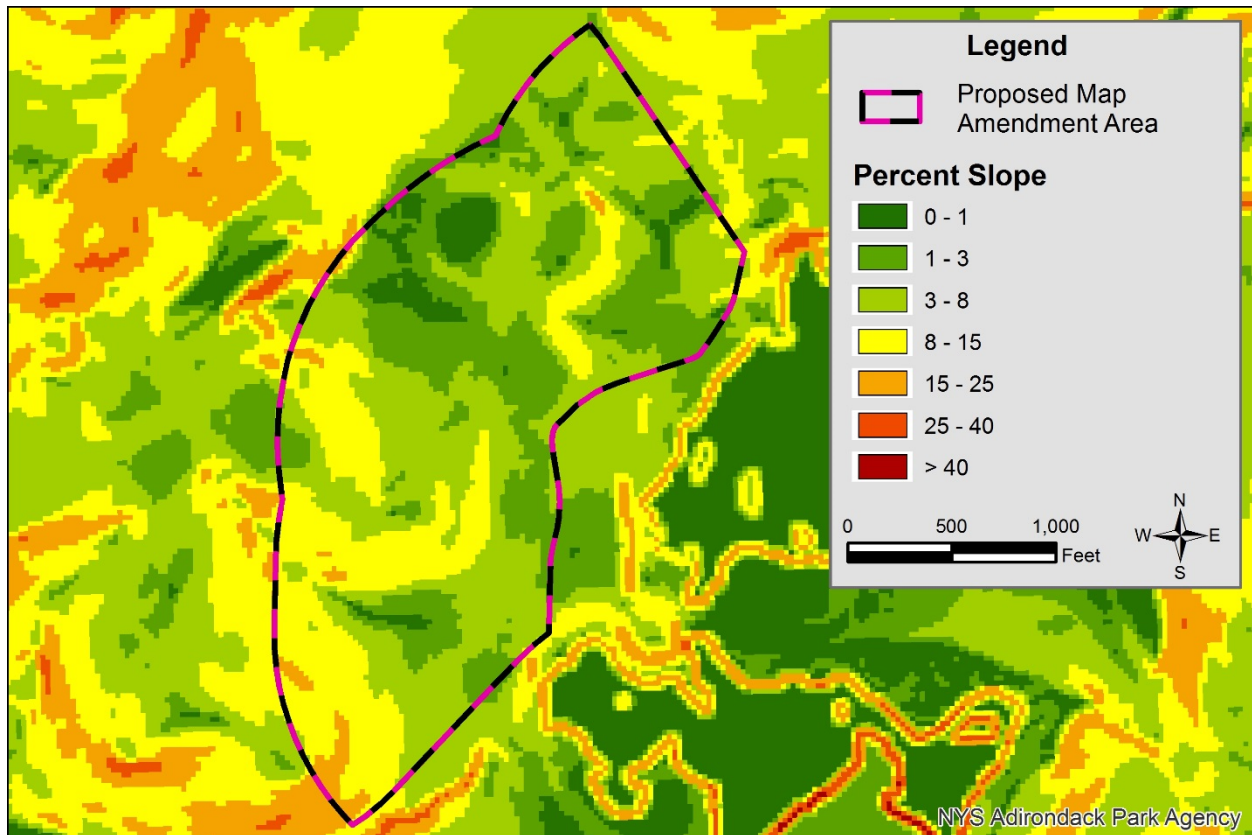 Legend
Proposed Map
Amendment Area
Percent Slope
0 - 1
1 - 3
3 - 8
8 - 15
15 - 25
25 - 40
> 40
0 500 1,000
Feet
N
W E
S
NYS Adirondack Park Agency